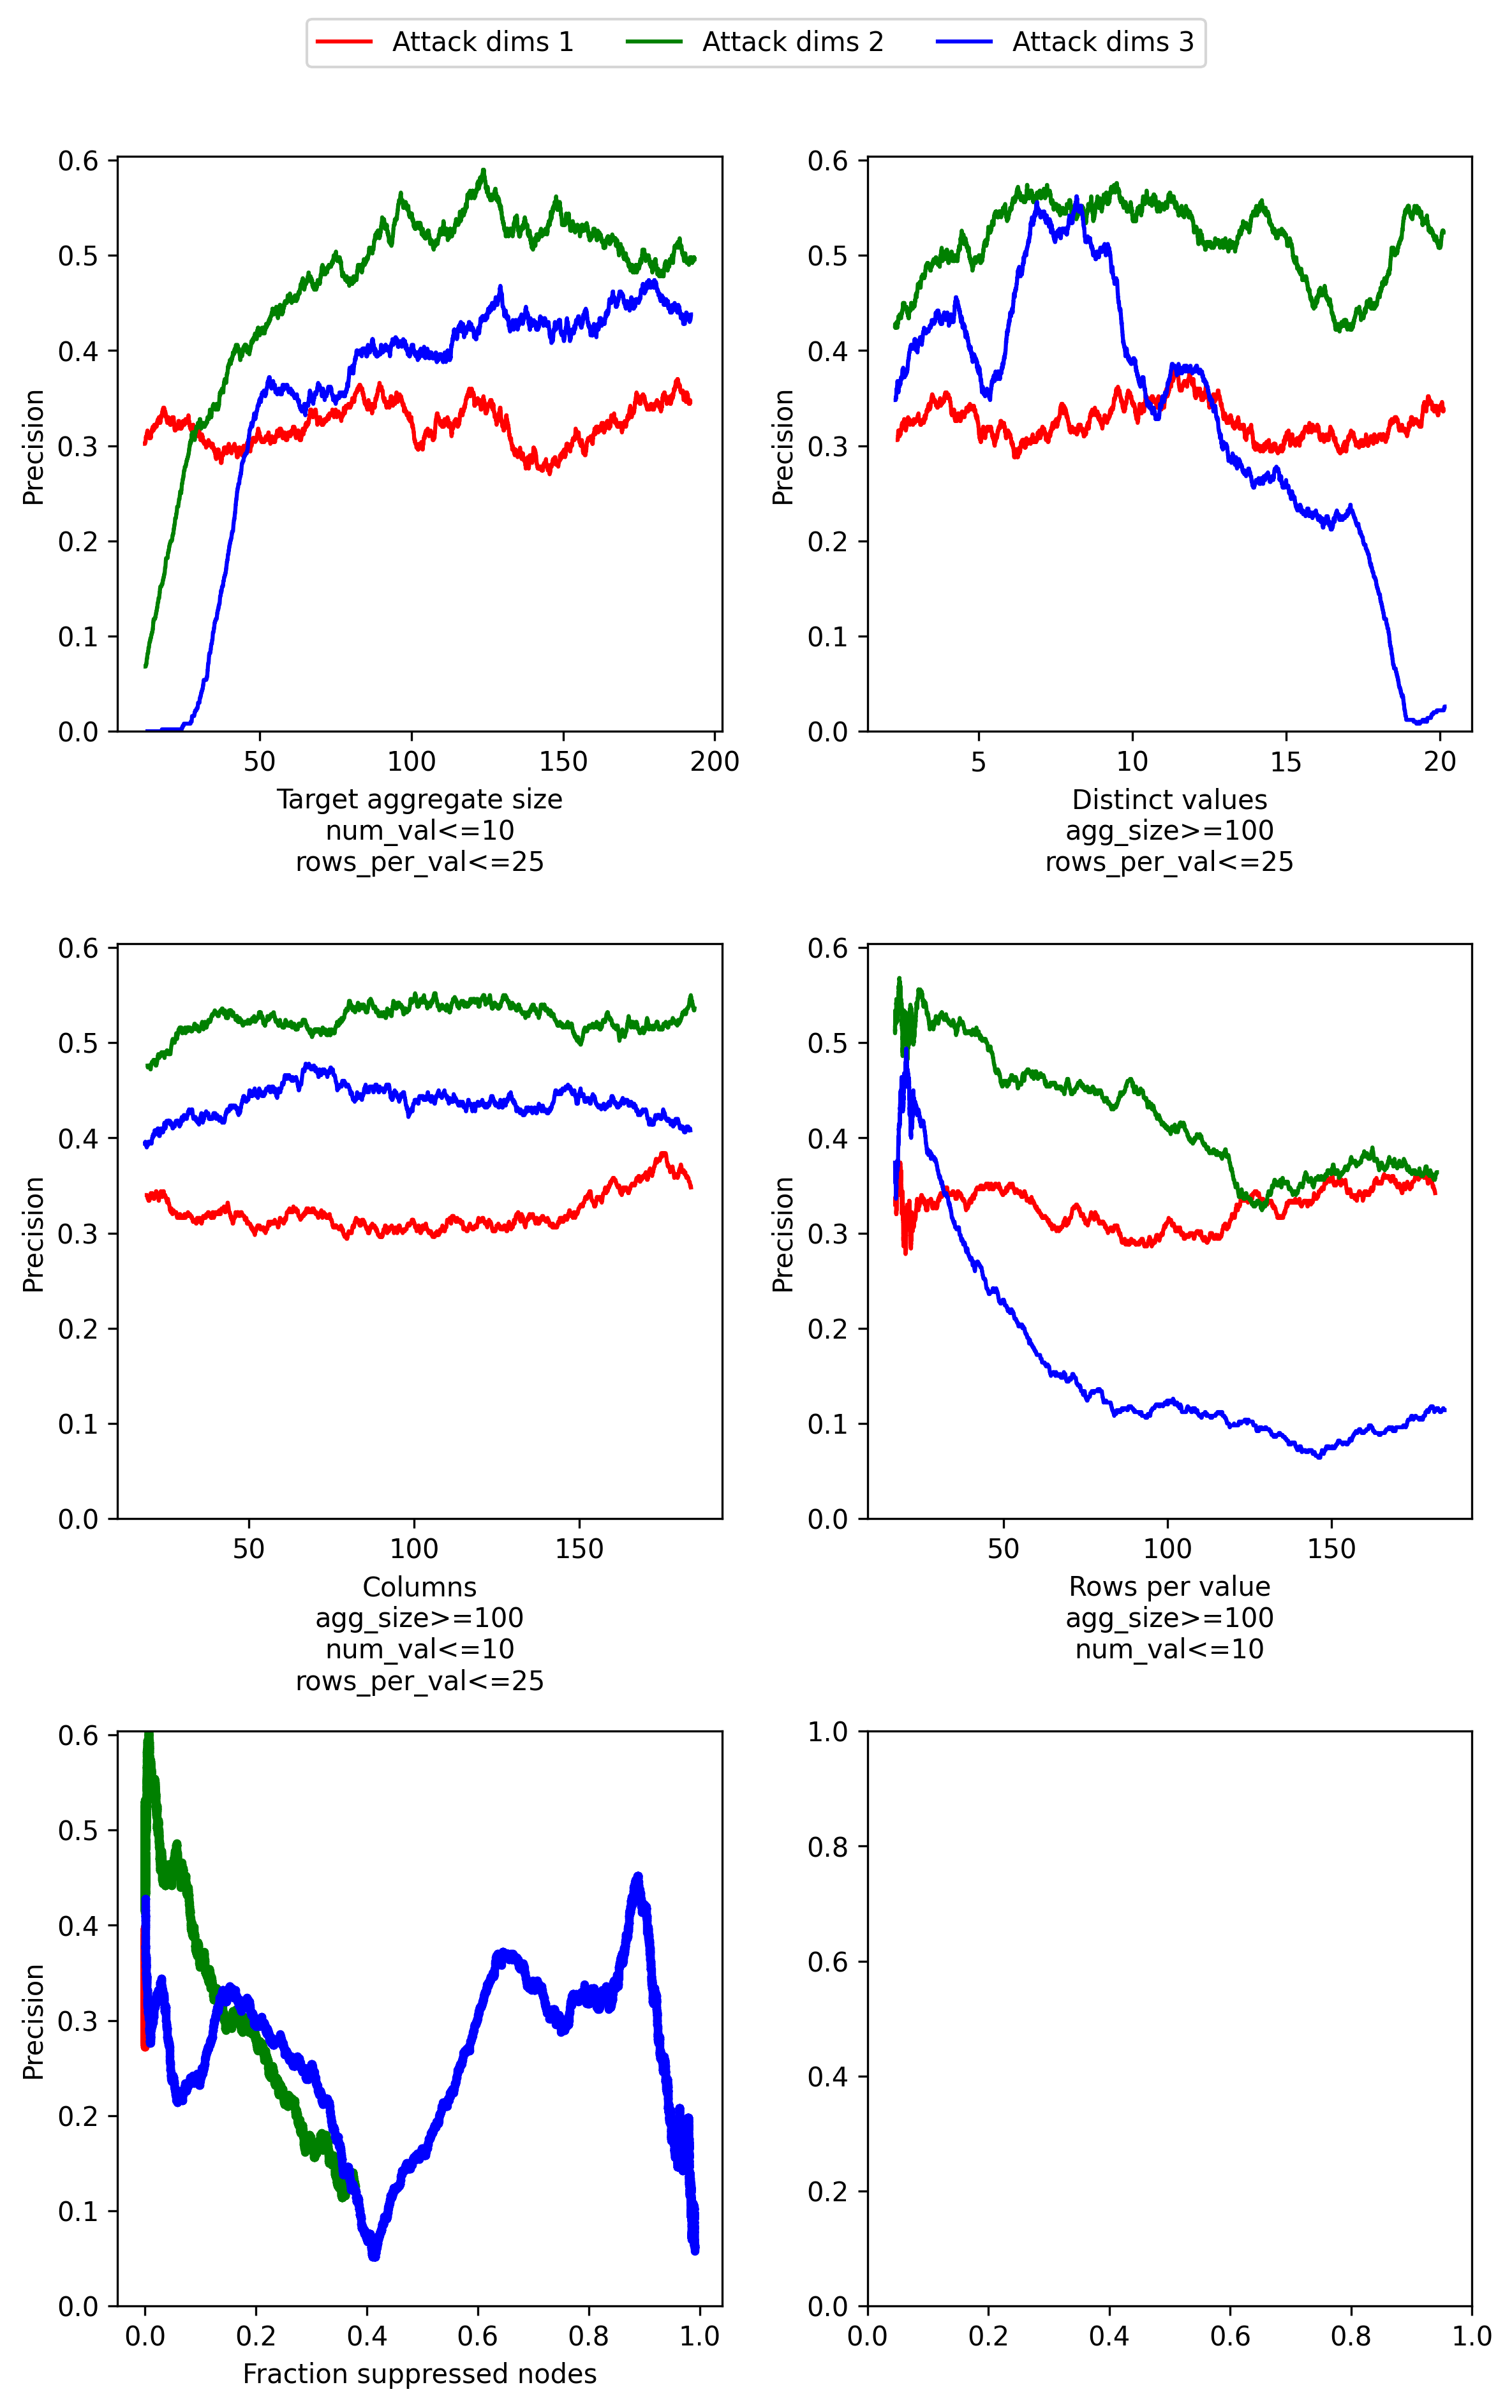 Attack dims 1 Attack dims 2 Attack dims 3
0.6
0.5
0.4
0.3
0.2
0.1
0.0
Precision
50 100 150 200
Target aggregate size
num_val<=10
rows_per_val<=25
0.6
0.5
0.4
0.3
0.2
0.1
0.0
Precision
5 10 15 20
Distinct values
agg_size>=100
rows_per_val<=25
0.6
0.5
0.4
0.3
0.2
0.1
0.0
Precision
50 100 150
Columns
agg_size>=100
num_val<=10
rows_per_val<=25
0.6
0.5
0.4
0.3
0.2
0.1
0.0
Precision
50 100 150
Rows per value
agg_size>=100
num_val<=10
0.6
0.5
0.4
0.3
0.2
0.1
0.0
Precision
0.0 0.2 0.4 0.6 0.8 1.0
Fraction suppressed nodes
1.0
0.8
0.6
0.4
0.2
0.0
0.0 0.2 0.4 0.6 0.8 1.0